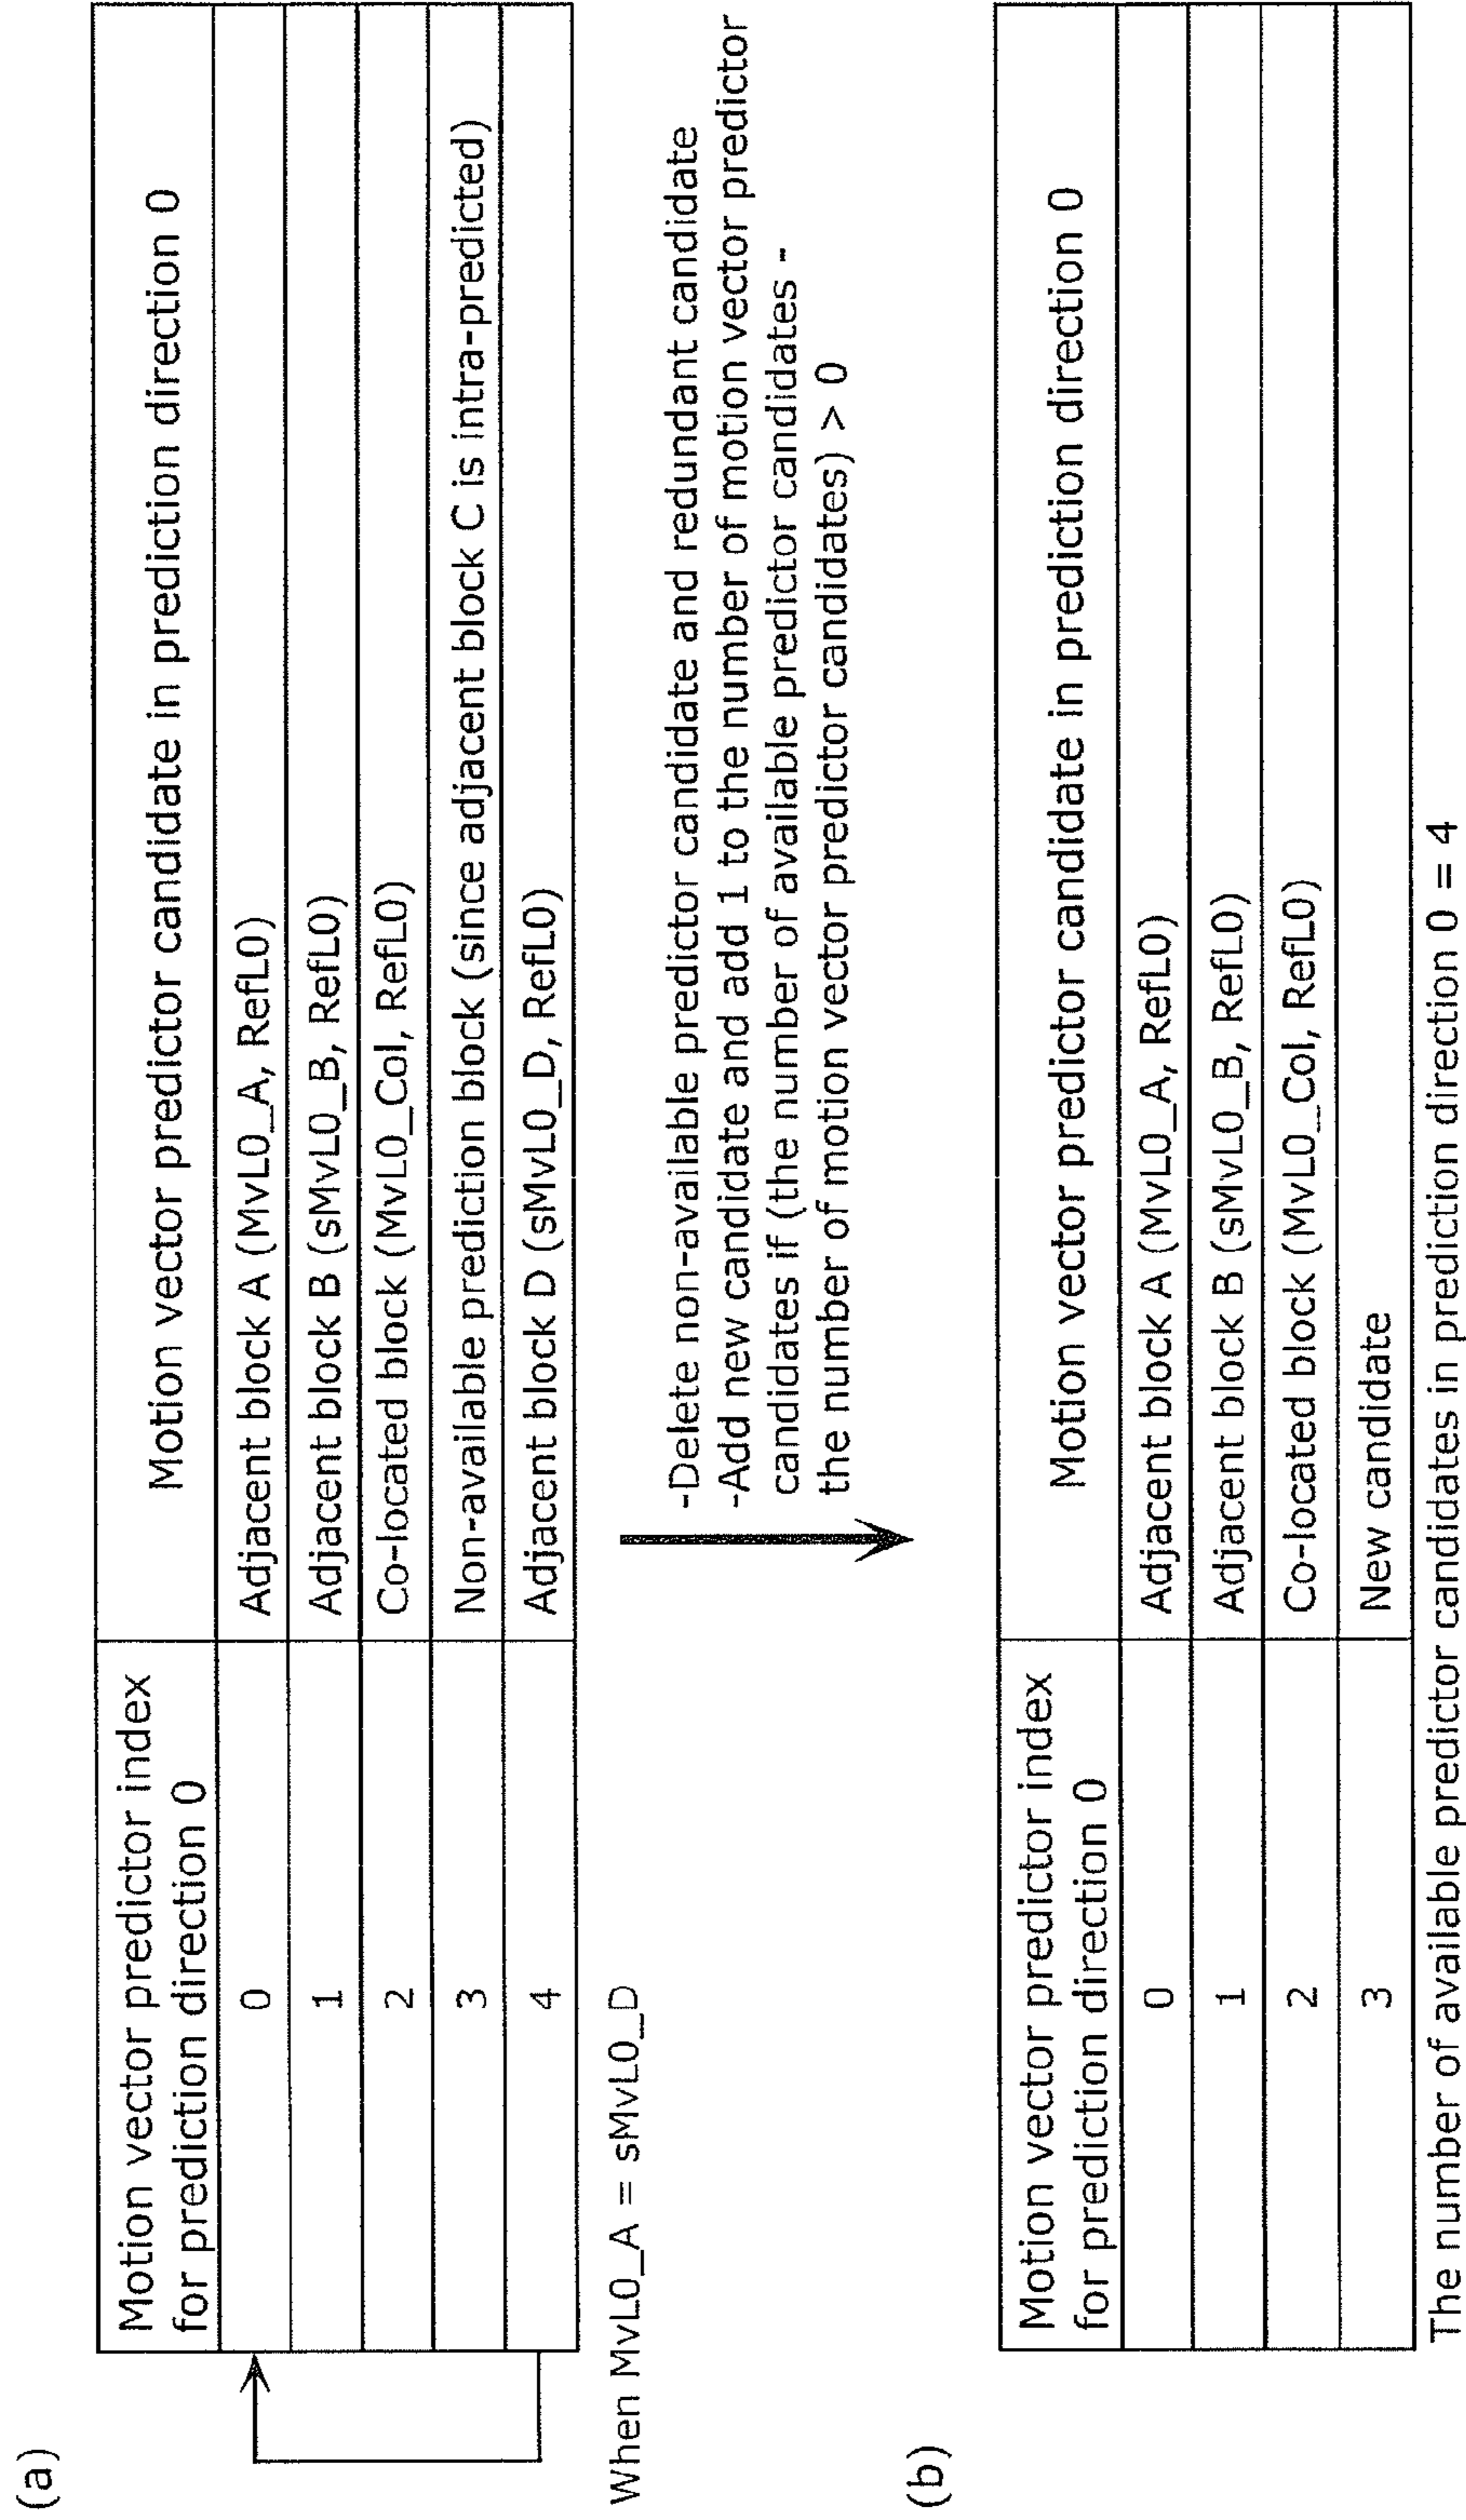 (a)
Motion vector predictor index
for prediction direction 0
Motion vector predictor candidate in prediction direction 0
0
Adjacent block A (MvL0_A, RefL0)
1
Adjacent block B (sMvL0_B, RefL0)
2
Co-located block (MvL0_Col, RefL0)
3
Non-available prediction block (since adjacent block C is intra-predicted)
4
Adjacent block D (sMvL0_D, RefL0)
When MvL0_A = sMvL0_D
-Delete non-available predictor candidate and redundant candidate
-Add new candidate and add 1 to the number of motion vector predictor
candidates if (the number of available predictor candidates -
the number of motion vector predictor candidates) > 0
(b)
Motion vector predictor index
for prediction direction 0
Motion vector predictor candidate in prediction direction 0
0
Adjacent block A (MvL0_A, RefL0)
1
Adjacent block B (sMvL0_B, RefL0)
2
Co-located block (MvL0_Col, RefL0)
3
New candidate
The number of available predictor candidates in prediction direction 0 = 4